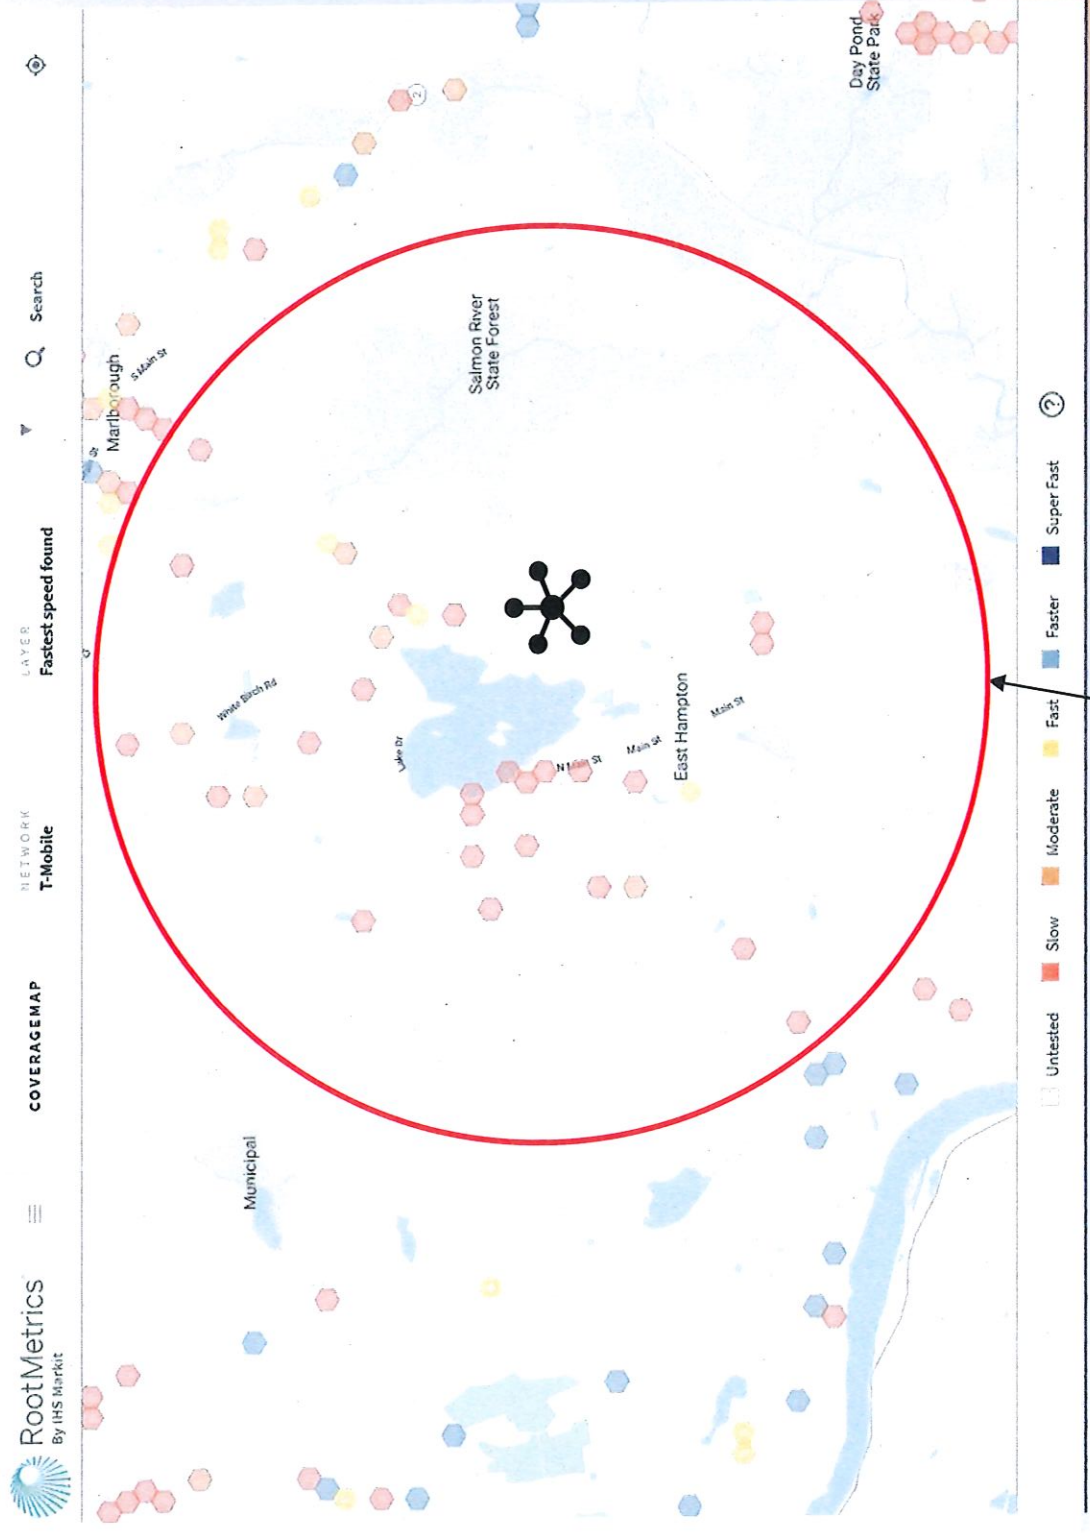 RootMetrics
By IHS Markit
COVERAGEMAP
NETWORK
T-Mobile
LAYER
Fastest speed found
Search
Marlborough
S Main St
2
Day Pond
State Park
Salmon River
State Forest
White Birch Rd
Lake Dr
N Main St
Main St
Main St
East Hampton
Municipal
Untested
Slow
Moderate
Fast
Faster
Super Fast
?